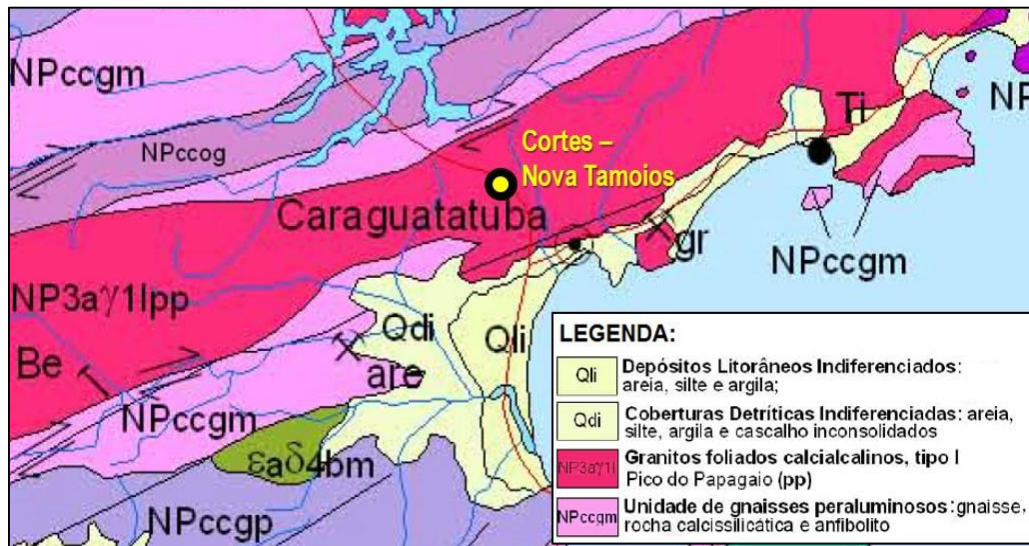 NPccgm
NPccog
Cortes –
Nova Tamoios
Ti
NP
Caraguatatuba
gr
NPccgm
NP3aγ1Ipp
Qdi
Qli
Be
are
NPccgm
εaδ4bm
NPccgp
LEGENDA:
Qli
Depósitos Litorâneos Indiferenciados:
areia, silte e argila;
Qdi
Coberturas Detríticas Indiferenciadas: areia,
silte, argila e cascalho inconsolidados
NP3aγ1I
Granitos foliados calcialcalinos, tipo I
Pico do Papagaio (pp)
NPccgm
Unidade de gnaisses peraluminosos: gnaisse,
rocha calcissilicática e anfibolito